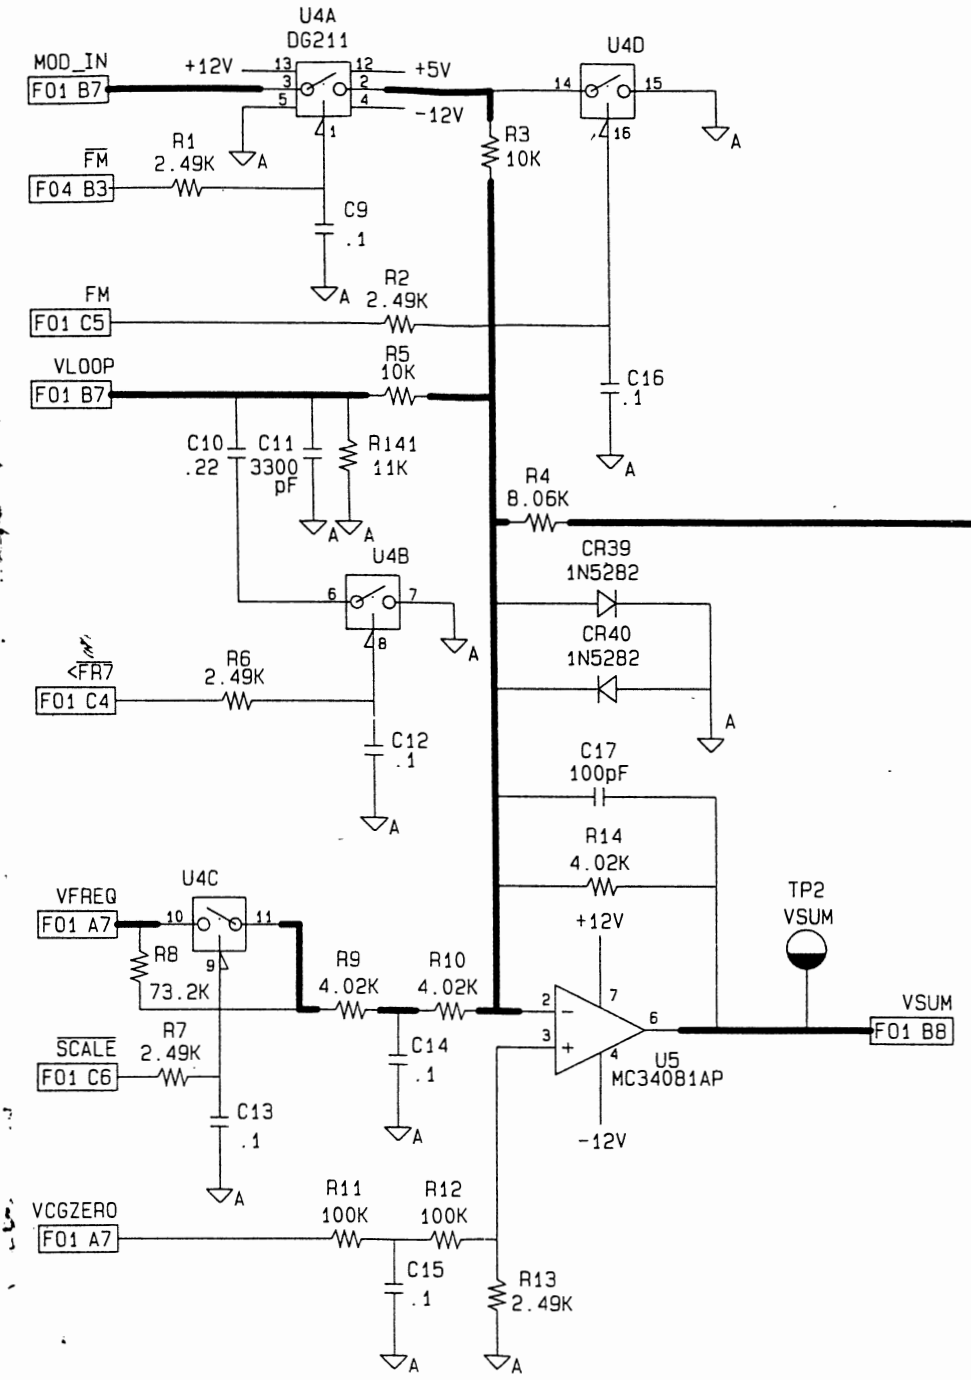 U4A
DG211
U4D
MOD_IN
F01 B7
+12V
13
12
+5V
3
2
5
4
-12V
1
14
15
16
A
A
R3
10K
R1
2.49K
FM
F04 B3
C9
.1
A
R2
2.49K
FM
F01 C5
VLOOP
F01 B7
R5
10K
C16
.1
A
C10
.22
C11
3300
pF
R141
11K
A
A
R4
8.06K
U4B
6
7
8
A
CR39
1N5282
CR40
1N5282
A
<FR7
F01 C4
R6
2.49K
C12
.1
A
C17
100pF
R14
4.02K
U4C
VFREQ
F01 A7
10
11
9
R8
73.2K
R9
4.02K
R10
4.02K
+12V
TP2
VSUM
2
-
7
6
3
+
4
U5
MC34081AP
-12V
VSUM
F01 B8
SCALE
F01 C6
R7
2.49K
C14
.1
A
C13
.1
A
VCGZERO
F01 A7
R11
100K
R12
100K
C15
.1
A
R13
2.49K
A